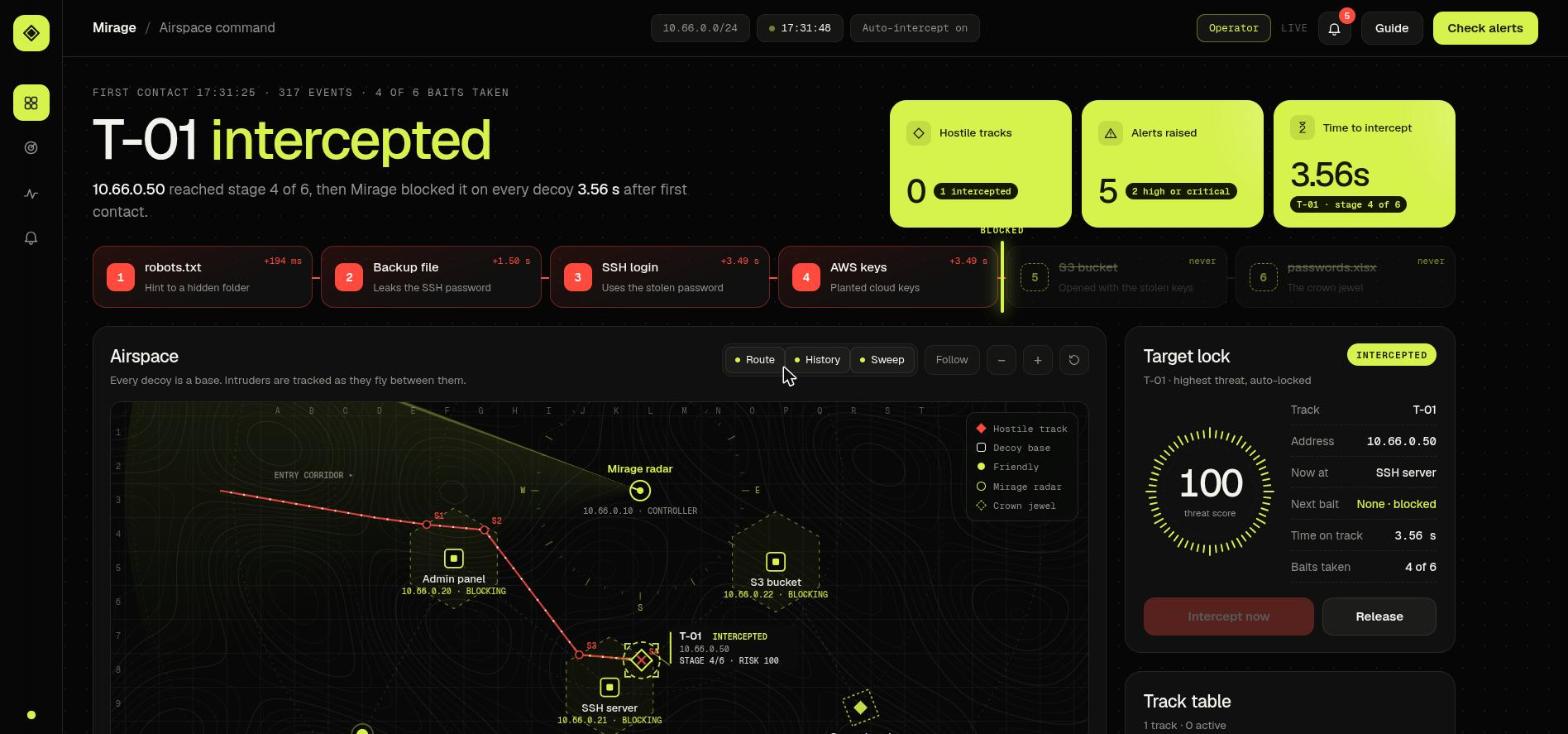 Mirage / Airspace command
10.66.0.0/24
17:31:48
Auto-intercept on
Operator
LIVE
5
Guide
Check alerts
FIRST CONTACT 17:31:25 · 317 EVENTS · 4 OF 6 BAITS TAKEN
T-01 intercepted
10.66.0.50 reached stage 4 of 6, then Mirage blocked it on every decoy 3.56 s after first
contact.
Hostile tracks
0 1 intercepted
Alerts raised
5 2 high or critical
Time to intercept
3.56s
T-01 · stage 4 of 6
BLOCKED
1 robots.txt +194 ms
Hint to a hidden folder
2 Backup file +1.50 s
Leaks the SSH password
3 SSH login +3.49 s
Uses the stolen password
4 AWS keys +3.49 s
Planted cloud keys
5 S3 bucket never
Opened with the stolen keys
6 passwords.xlsx never
The crown jewel
Airspace
Every decoy is a base. Intruders are tracked as they fly between them.
Route
History
Sweep
Follow
−
+
A B C D E F G H I J K L M N O P Q R S T
1
2
3
4
5
6
7
8
9
ENTRY CORRIDOR ▸
Mirage radar
W
E
S
10.66.0.10 · CONTROLLER
Hostile track
Decoy base
Friendly
Mirage radar
Crown jewel
S1
S2
Admin panel
10.66.0.20 · BLOCKING
S3 bucket
10.66.0.22 · BLOCKING
S3
T-01 INTERCEPTED
10.66.0.50
STAGE 4/6 · RISK 100
SSH server
10.66.0.21 · BLOCKING
Target lock
INTERCEPTED
T-01 · highest threat, auto-locked
100
threat score
Track T-01
Address 10.66.0.50
Now at SSH server
Next bait None · blocked
Time on track 3.56 s
Baits taken 4 of 6
Intercept now
Release
Track table
1 track · 0 active